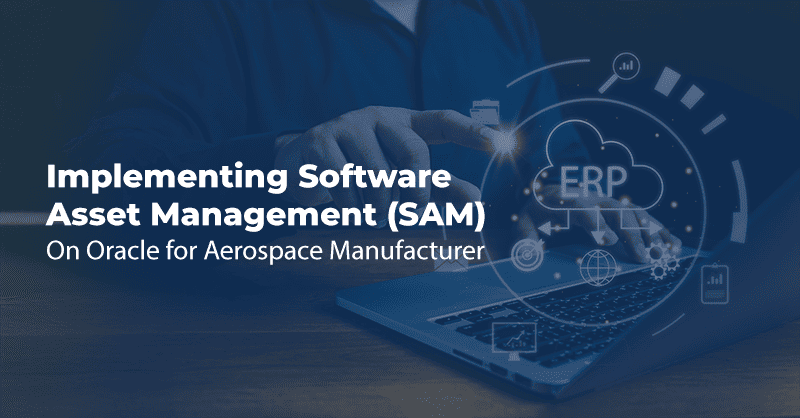 Implementing Software
Asset Management (SAM)
On Oracle for Aerospace Manufacturer
ERP